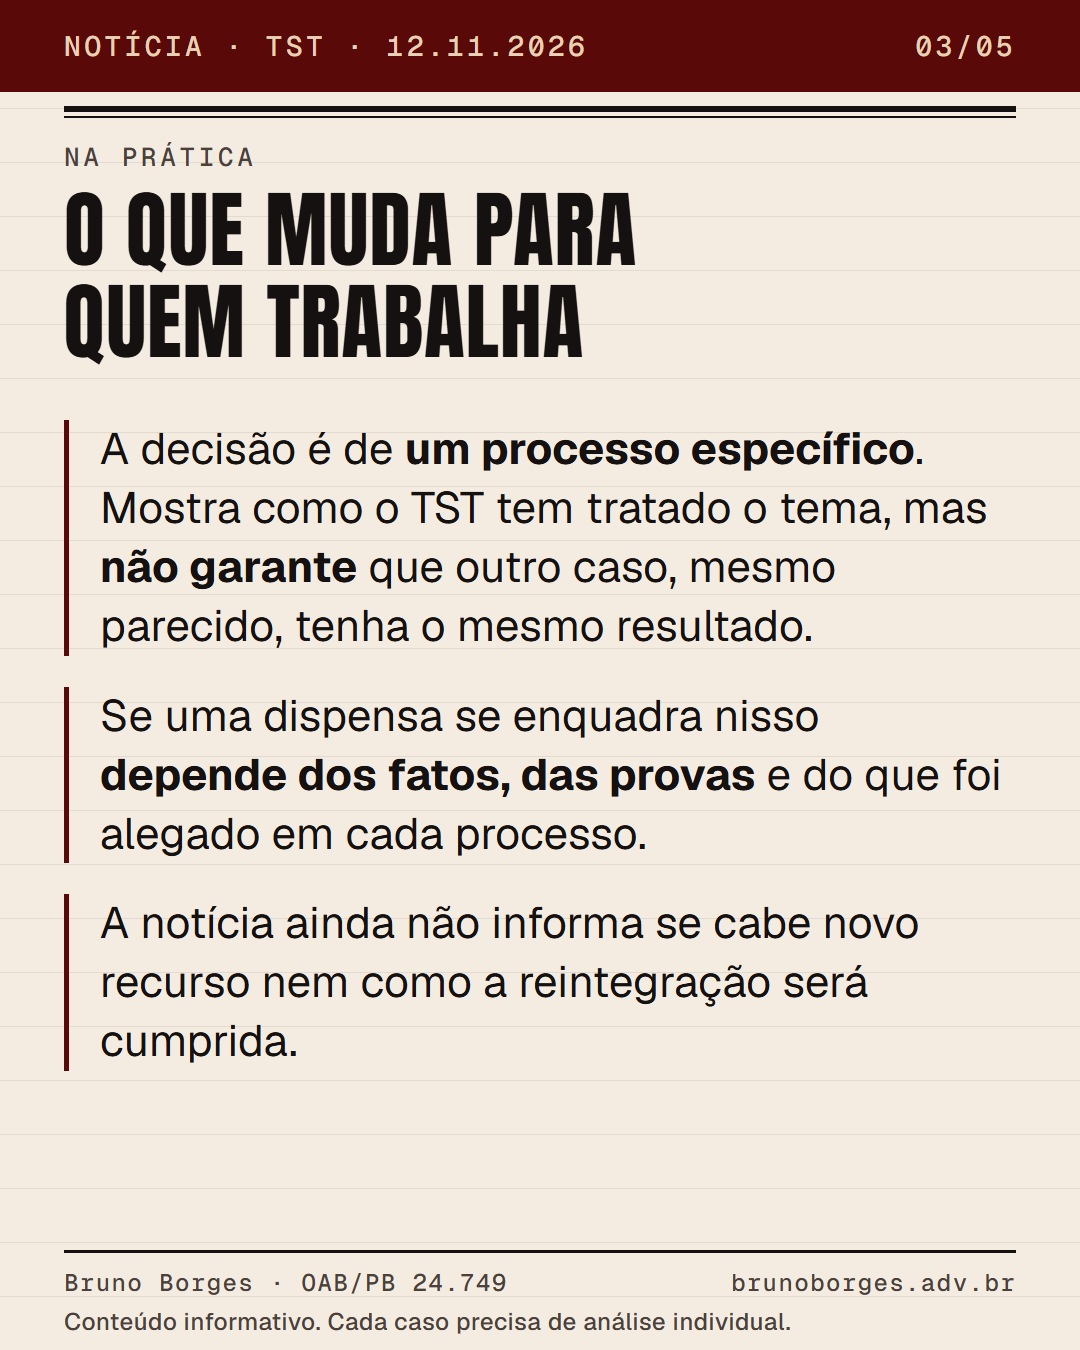 NOTÍCIA · TST · 12.11.2026 03/05
NA PRÁTICA
O QUE MUDA PARA
QUEM TRABALHA
A decisão é de um processo específico.
Mostra como o TST tem tratado o tema, mas
não garante que outro caso, mesmo
parecido, tenha o mesmo resultado.
Se uma dispensa se enquadra nisso
depende dos fatos, das provas e do que foi
alegado em cada processo.
A notícia ainda não informa se cabe novo
recurso nem como a reintegração será
cumprida.
Bruno Borges · OAB/PB 24.749 brunoborges.adv.br
Conteúdo informativo. Cada caso precisa de análise individual.